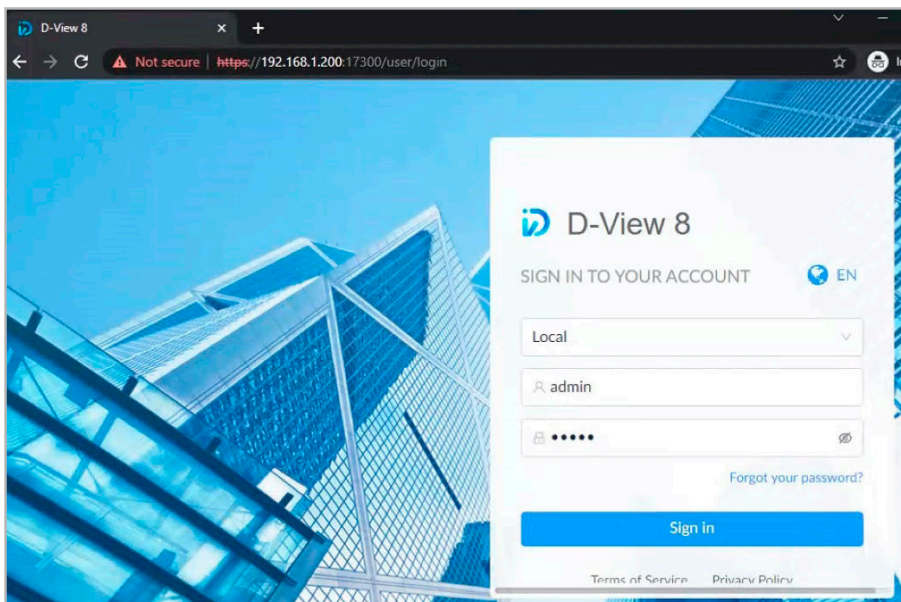 D-View 8
Not secure https://192.168.1.200:17300/user/login
D-View 8
SIGN IN TO YOUR ACCOUNT EN
Local
admin
•••••
Forgot your password?
Sign in
Terms of Service Privacy Policy